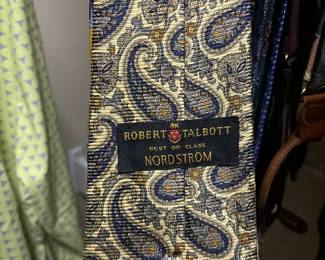 ROBERT TALBOTT
BEST OF CLASS
NORDSTROM